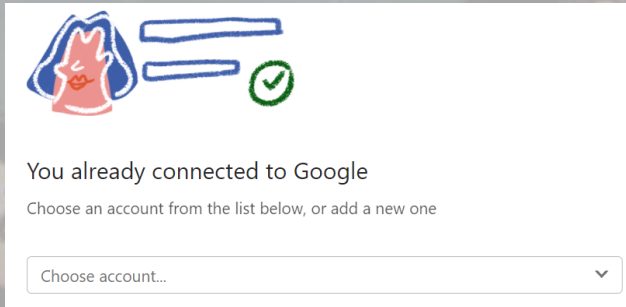 You already connected to Google
Choose an account from the list below, or add a new one
Choose account...